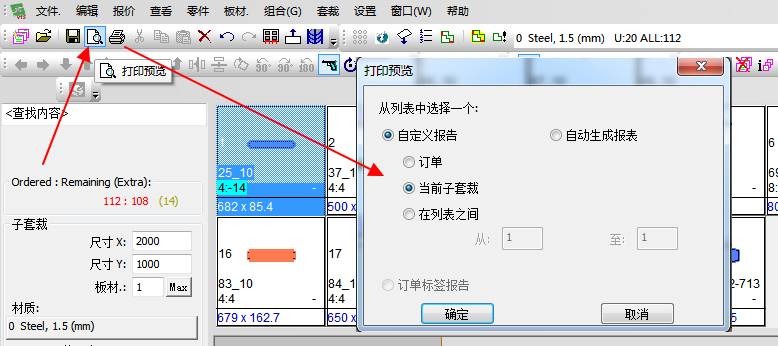 文件. 编辑 报价 查看 零件 板材. 组合(G) 套裁 设置 窗口(W) 帮助
0 Steel, 1.5 (mm) U:20 ALL:112
90° 90° 180°
打印预览
<查找内容>
Ordered : Remaining (Extra):
112 : 108 (14)
子套裁
尺寸 X: 2000
尺寸 Y: 1000
板材.: 1 Max
材质:
0 Steel, 1.5 (mm)
1
25_10
4:-14 -
682 x 85.4
2
37_1
4:4
500 x
6
69
4:
80
16
83_10
4:4 -
679 x 162.7
17
84_1
4:4
650 x
2-713
打印预览
从列表中选择一个:
自定义报告 自动生成报表
订单
当前子套裁
在列表之间
从: 1 至: 1
订单标签报告
确定 取消